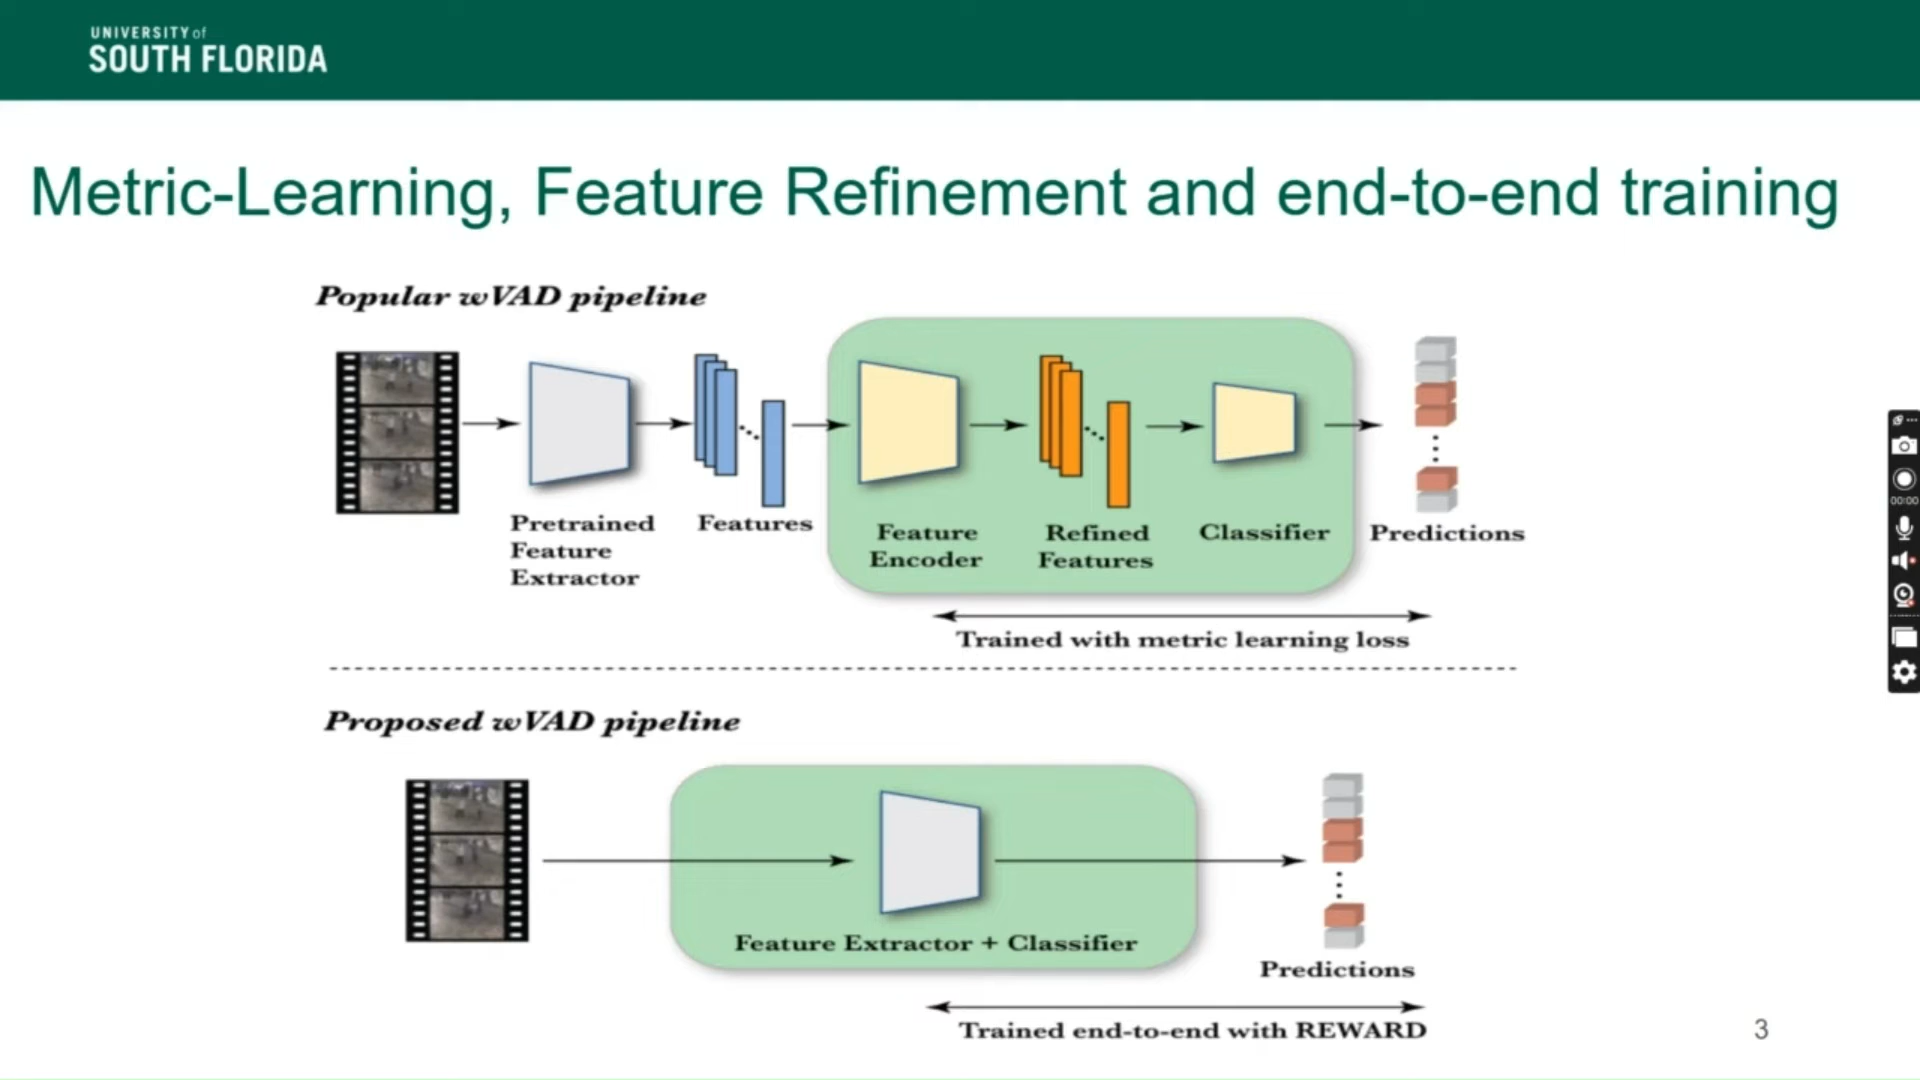 UNIVERSITY of
SOUTH FLORIDA
Metric-Learning, Feature Refinement and end-to-end training
Popular wVAD pipeline
Pretrained
Feature
Extractor
Features
Feature
Encoder
Refined
Features
Classifier
Predictions
Trained with metric learning loss
Proposed wVAD pipeline
Feature Extractor + Classifier
Predictions
Trained end-to-end with REWARD
3
00:00